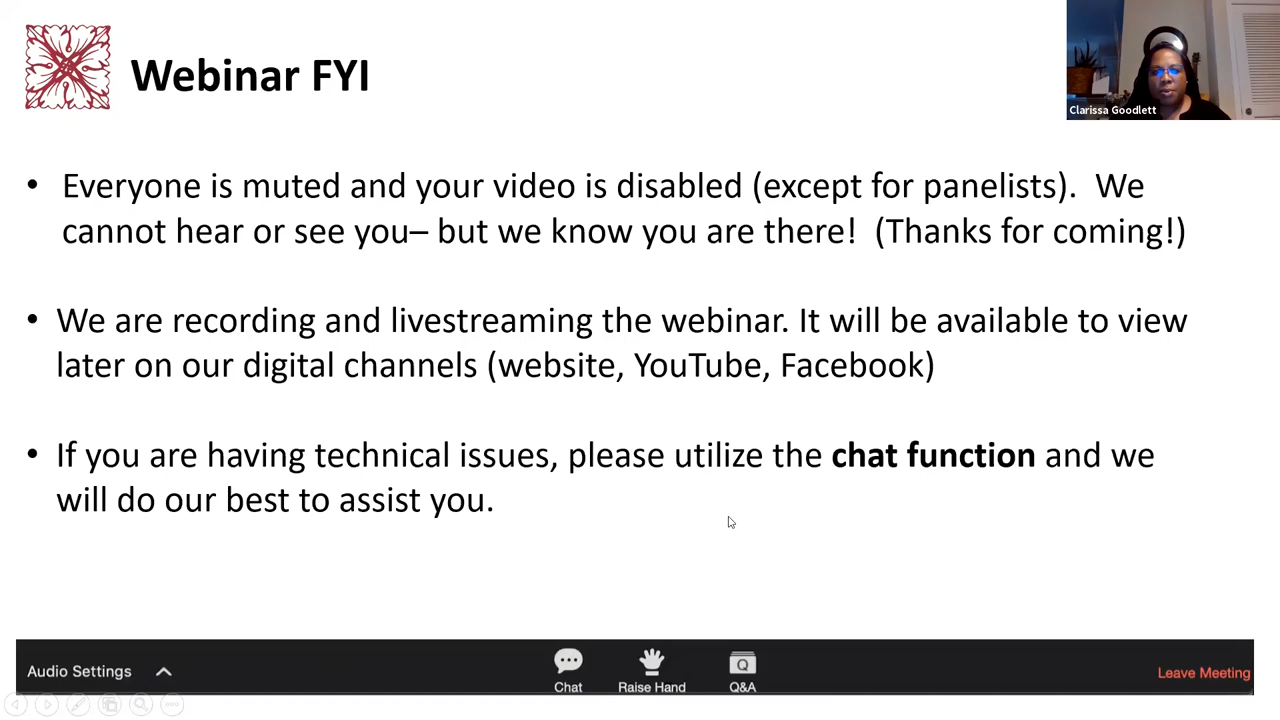 Webinar FYI
Clarissa Goodlett
• Everyone is muted and your video is disabled (except for panelists).  We
cannot hear or see you– but we know you are there!  (Thanks for coming!)
• We are recording and livestreaming the webinar. It will be available to view
later on our digital channels (website, YouTube, Facebook)
• If you are having technical issues, please utilize the chat function and we
will do our best to assist you.
Audio Settings
Chat
Raise Hand
Q
Q&A
Leave Meeting